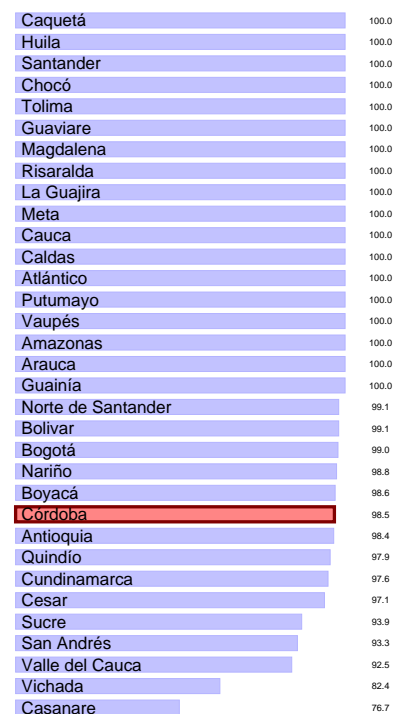 Caquetá 100.0
Huila 100.0
Santander 100.0
Chocó 100.0
Tolima 100.0
Guaviare 100.0
Magdalena 100.0
Risaralda 100.0
La Guajira 100.0
Meta 100.0
Cauca 100.0
Caldas 100.0
Atlántico 100.0
Putumayo 100.0
Vaupés 100.0
Amazonas 100.0
Arauca 100.0
Guainía 100.0
Norte de Santander 99.1
Bolivar 99.1
Bogotá 99.0
Nariño 98.8
Boyacá 98.6
Córdoba 98.5
Antioquia 98.4
Quindío 97.9
Cundinamarca 97.6
Cesar 97.1
Sucre 93.9
San Andrés 93.3
Valle del Cauca 92.5
Vichada 82.4
Casanare 76.7